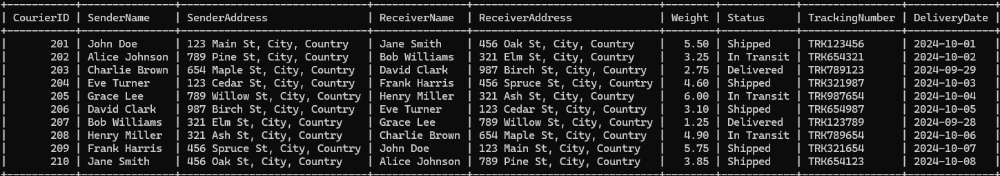 | CourierID | SenderName | SenderAddress | ReceiverName | ReceiverAddress | Weight | Status | TrackingNumber | DeliveryDate |
| 201 | John Doe | 123 Main St, City, Country | Jane Smith | 456 Oak St, City, Country | 5.50 | Shipped | TRK123456 | 2024-10-01 |
| 202 | Alice Johnson | 789 Pine St, City, Country | Bob Williams | 321 Elm St, City, Country | 3.25 | In Transit | TRK654321 | 2024-10-02 |
| 203 | Charlie Brown | 654 Maple St, City, Country | David Clark | 987 Birch St, City, Country | 2.75 | Delivered | TRK789123 | 2024-09-29 |
| 204 | Eve Turner | 123 Cedar St, City, Country | Frank Harris | 456 Spruce St, City, Country | 4.60 | Shipped | TRK321987 | 2024-10-03 |
| 205 | Grace Lee | 789 Willow St, City, Country | Henry Miller | 321 Ash St, City, Country | 6.00 | In Transit | TRK987654 | 2024-10-04 |
| 206 | David Clark | 987 Birch St, City, Country | Eve Turner | 123 Cedar St, City, Country | 3.10 | Shipped | TRK654987 | 2024-10-05 |
| 207 | Bob Williams | 321 Elm St, City, Country | Grace Lee | 789 Willow St, City, Country | 1.25 | Delivered | TRK123789 | 2024-09-28 |
| 208 | Henry Miller | 321 Ash St, City, Country | Charlie Brown | 654 Maple St, City, Country | 4.90 | In Transit | TRK789654 | 2024-10-06 |
| 209 | Frank Harris | 456 Spruce St, City, Country | John Doe | 123 Main St, City, Country | 5.75 | Shipped | TRK321654 | 2024-10-07 |
| 210 | Jane Smith | 456 Oak St, City, Country | Alice Johnson | 789 Pine St, City, Country | 3.85 | Shipped | TRK654123 | 2024-10-08 |